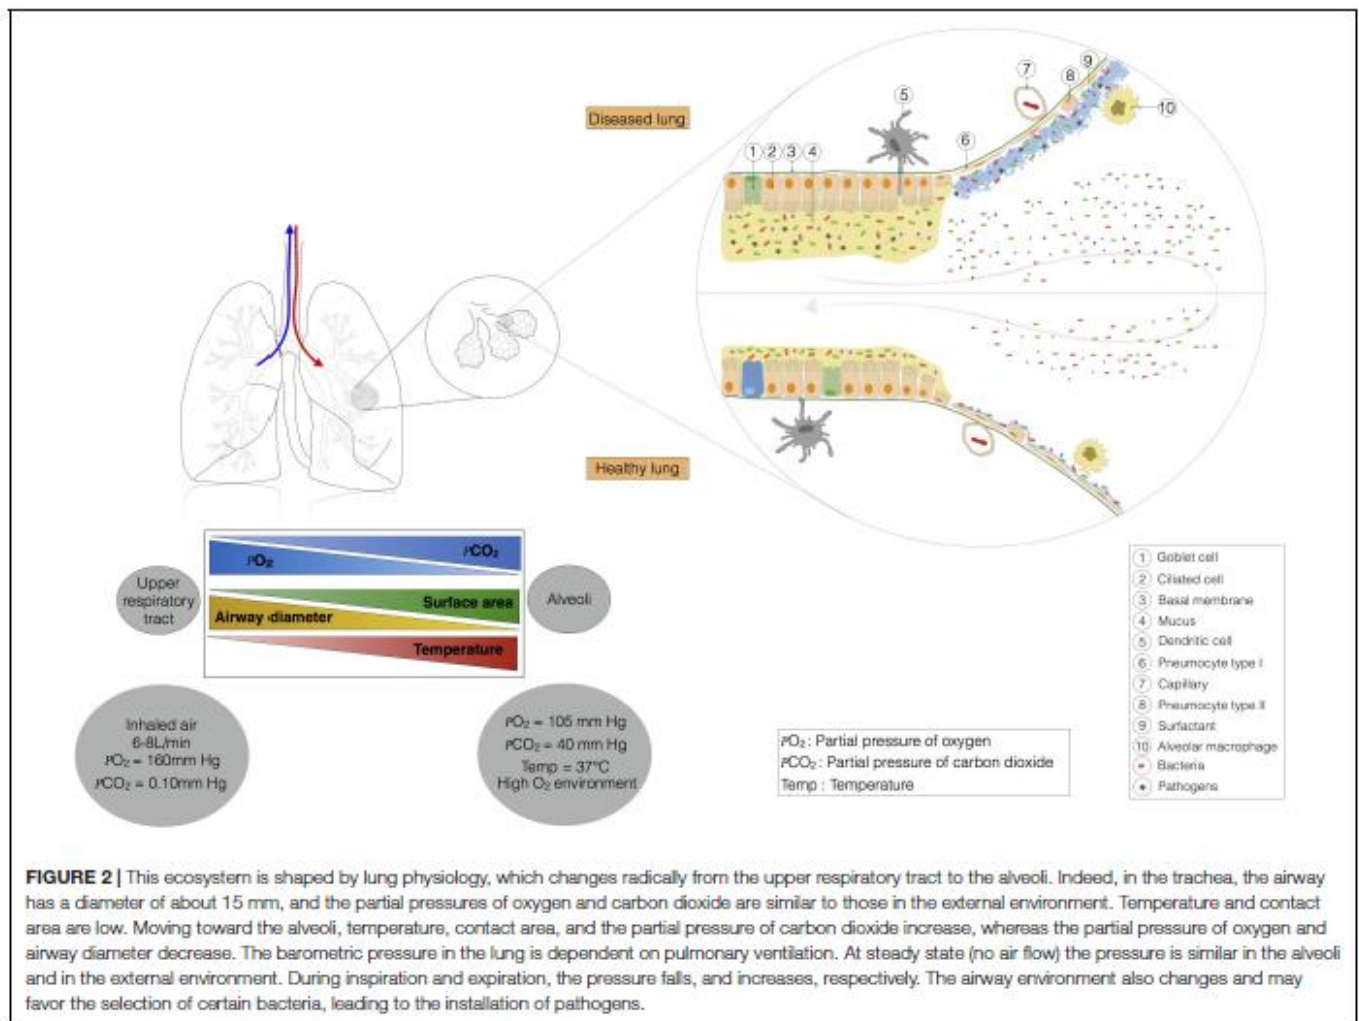 Diseased lung
1
2
3
4
5
6
7
8
9
10
Healthy lung
PO₂
PCO₂
Surface area
Airway diameter
Temperature
Upper
respiratory
tract
Alveoli
Inhaled air
6-8L/min
PO₂ = 160mm Hg
PCO₂ = 0.10mm Hg
PO₂ = 105 mm Hg
PCO₂ = 40 mm Hg
Temp = 37°C
High O₂ environment
PO₂ : Partial pressure of oxygen
PCO₂ : Partial pressure of carbon dioxide
Temp : Temperature
1 Goblet cell
2 Ciliated cell
3 Basal membrane
4 Mucus
5 Dendritic cell
6 Pneumocyte type I
7 Capillary
8 Pneumocyte type II
9 Surfactant
10 Alveolar macrophage
Bacteria
Pathogens
FIGURE 2 | This ecosystem is shaped by lung physiology, which changes radically from the upper respiratory tract to the alveoli. Indeed, in the trachea, the airway
has a diameter of about 15 mm, and the partial pressures of oxygen and carbon dioxide are similar to those in the external environment. Temperature and contact
area are low. Moving toward the alveoli, temperature, contact area, and the partial pressure of carbon dioxide increase, whereas the partial pressure of oxygen and
airway diameter decrease. The barometric pressure in the lung is dependent on pulmonary ventilation. At steady state (no air flow) the pressure is similar in the alveoli
and in the external environment. During inspiration and expiration, the pressure falls, and increases, respectively. The airway environment also changes and may
favor the selection of certain bacteria, leading to the installation of pathogens.